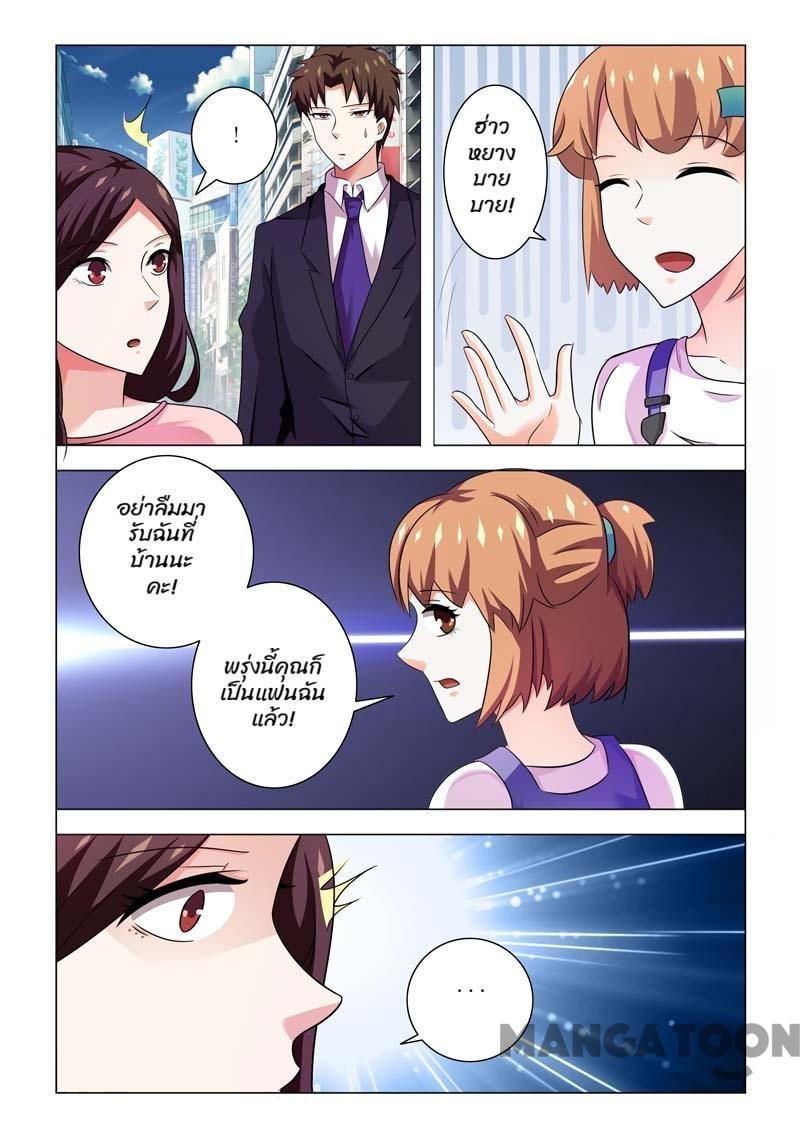 !
ฮ่าว
หยาง
บาย
บาย!
อย่าลืมมา
รับฉันที่
บ้านนะ
คะ!
พรุ่งนี้คุณก็
เป็นแฟนฉัน
แล้ว!
...
MANGATOON